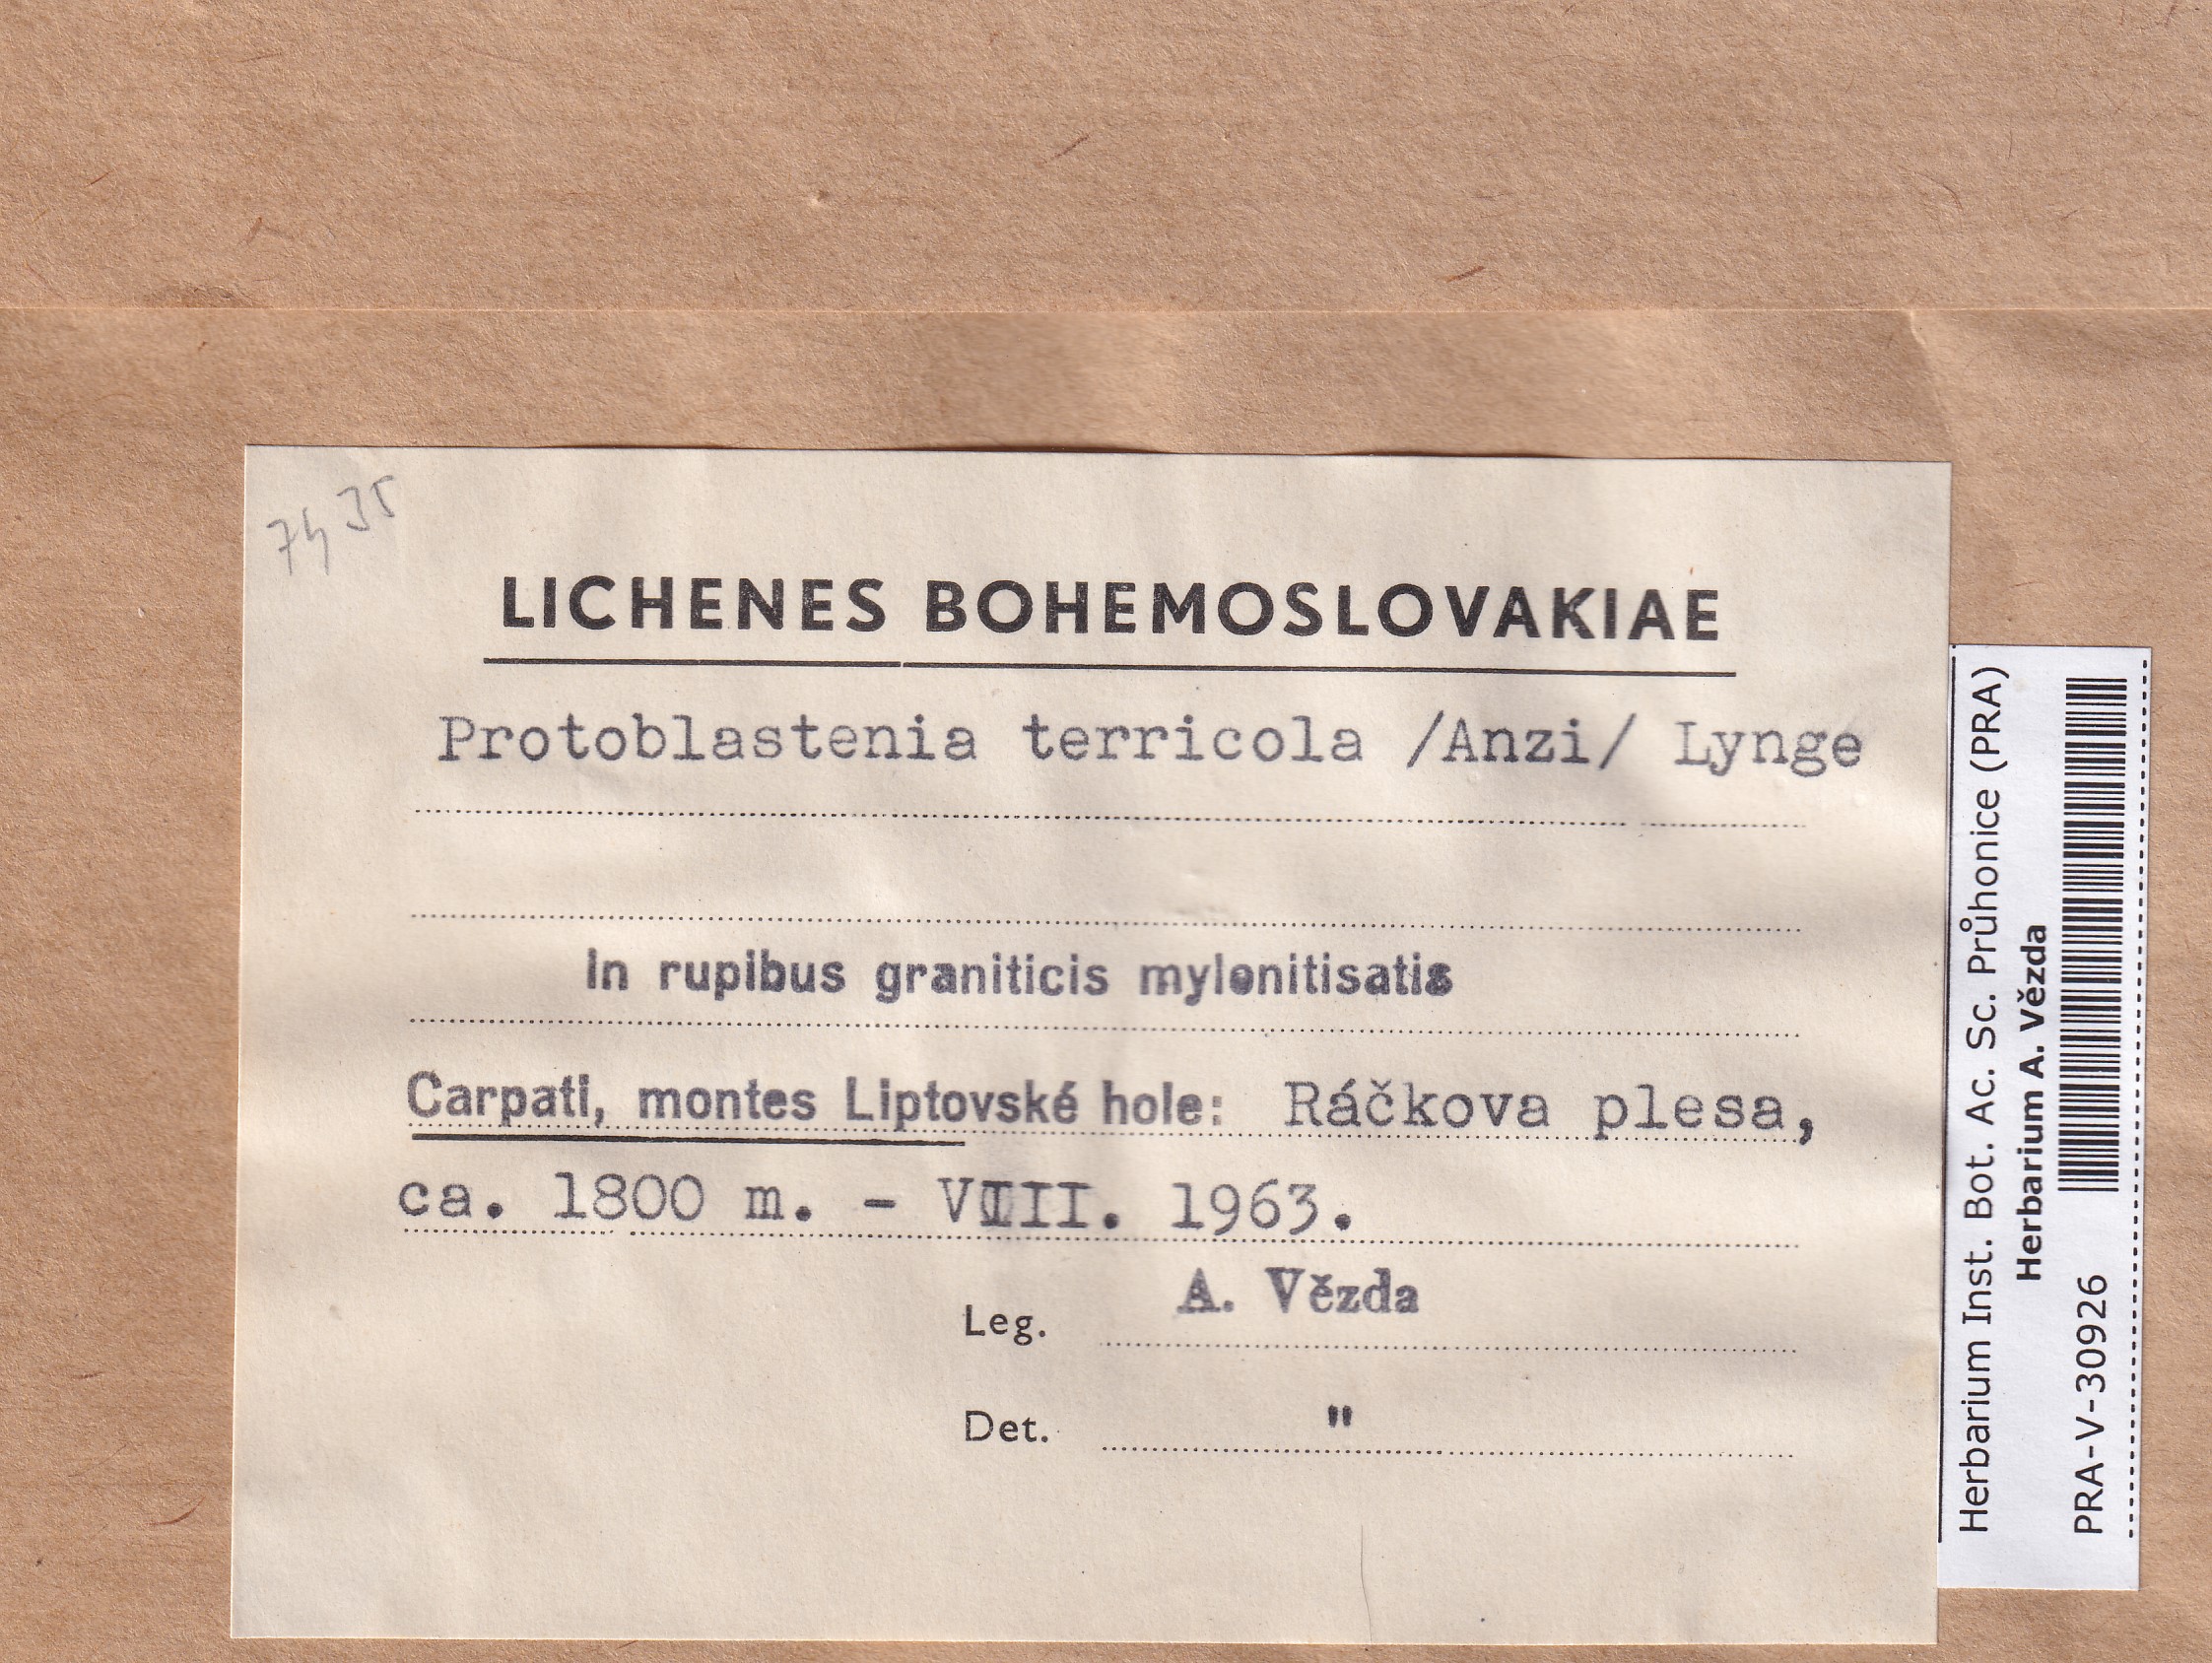 7435
LICHENES BOHEMOSLOVAKIAE
Protoblastenia terricola /Anzi/ Lynge
In rupibus graniticis mylonitisatis
Carpati, montes Liptovské hole: Ráčkova plesa,
ca. 1800 m. - VIII. 1963.
Leg. A. Vězda
Det. "
Herbarium Inst. Bot. Ac. Sc. Průhonice (PRA)
Herbarium A. Vězda
PRA-V-30926